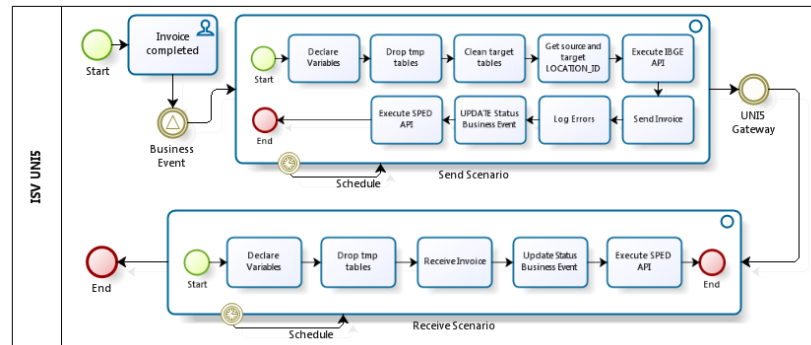 ISV UNI5
Start
Invoice
completed
Business
Event
Start
Declare
Variables
Drop tmp
tables
Clean target
tables
Get source and
target
LOCATION_ID
Execute IBGE
API
End
Execute SPED
API
UPDATE Status
Business Event
Log Errors
Send Invoice
Schedule
Send Scenario
UNI5
Gateway
End
Start
Declare
Variables
Drop tmp
tables
Receive Invoice
Update Status
Business Event
Execute SPED
API
End
Schedule
Receive Scenario